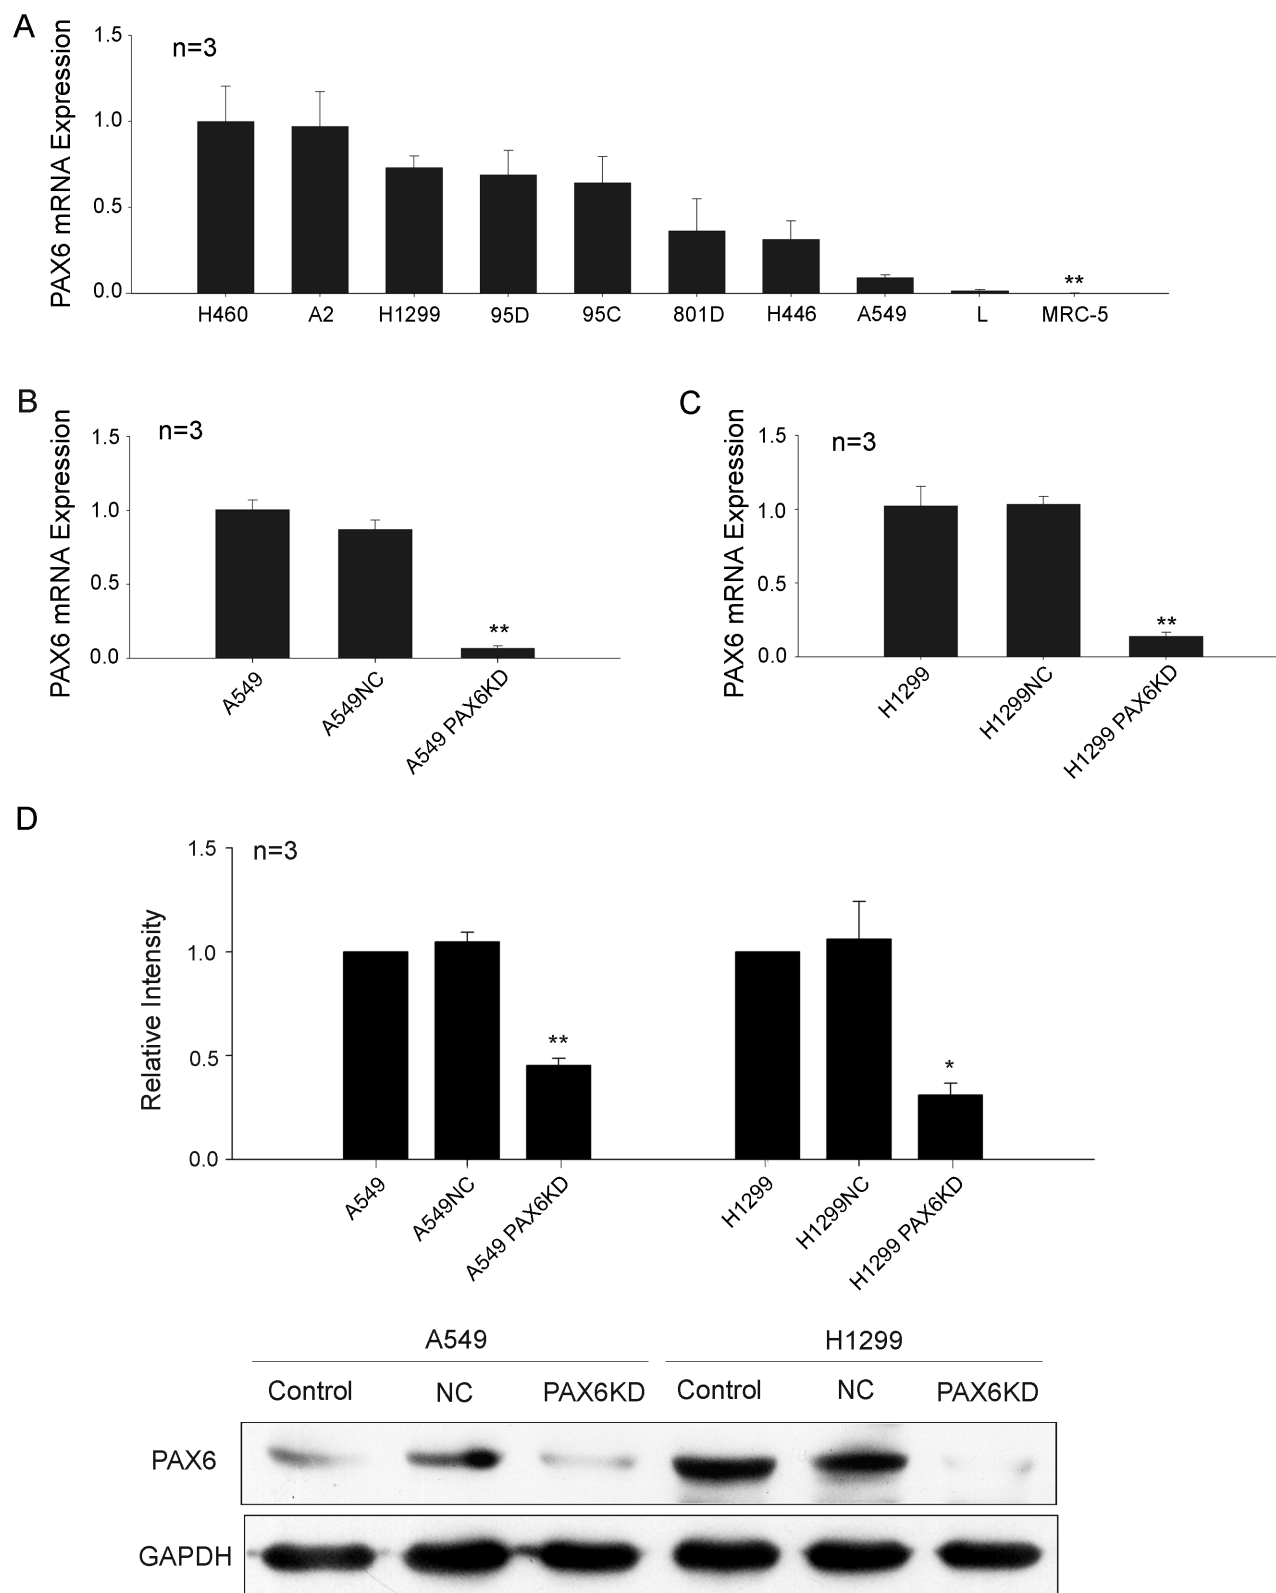 A
PAX6 mRNA Expression
n=3
1.5
1.0
0.5
0.0
H460 A2 H1299 95D 95C 801D H446 A549 L MRC-5
**
B
PAX6 mRNA Expression
n=3
1.5
1.0
0.5
0.0
**
A549
A549NC
A549 PAX6KD
C
PAX6 mRNA Expression
n=3
1.5
1.0
0.5
0.0
**
H1299
H1299NC
H1299 PAX6KD
D
Relative Intensity
n=3
1.5
1.0
0.5
0.0
**
*
A549
A549NC
A549 PAX6KD
H1299
H1299NC
H1299 PAX6KD
A549 H1299
Control NC PAX6KD Control NC PAX6KD
PAX6
GAPDH